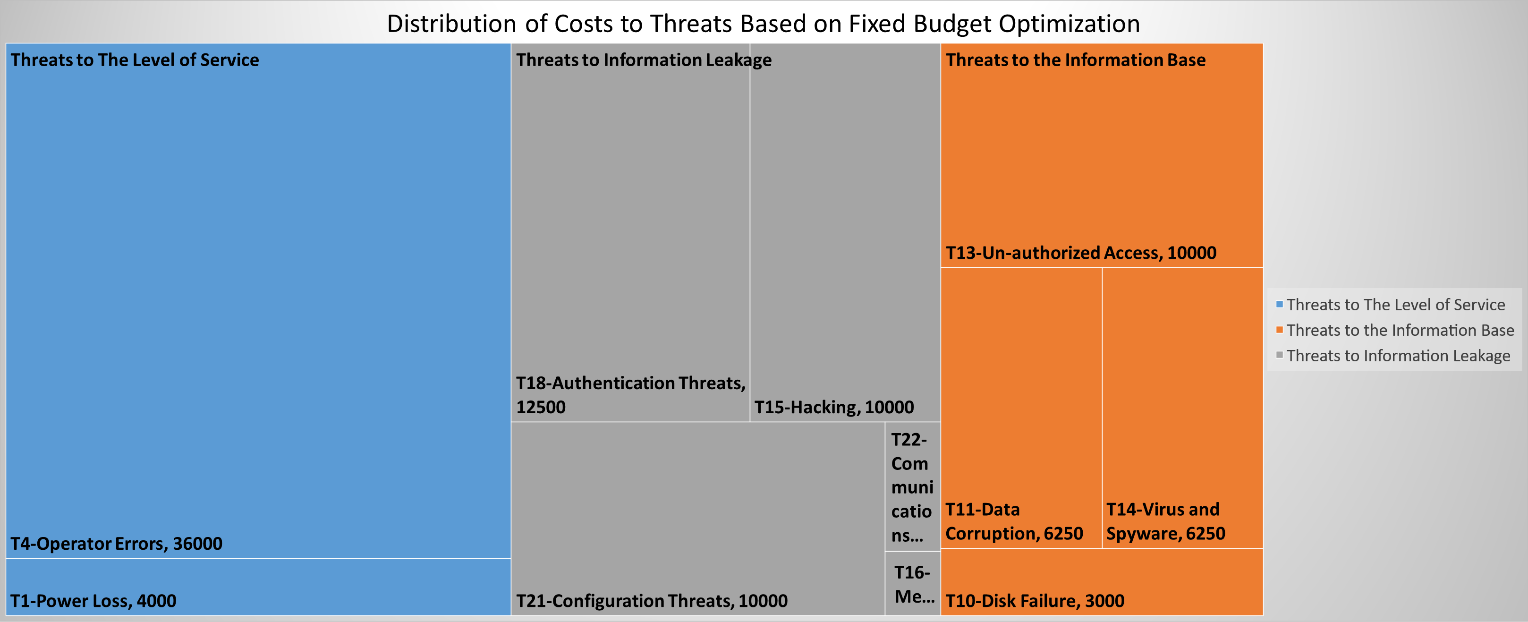 Distribution of Costs to Threats Based on Fixed Budget Optimization
Threats to The Level of Service
T4-Operator Errors, 36000
T1-Power Loss, 4000
Threats to Information Leakage
T18-Authentication Threats,
12500
T15-Hacking, 10000
T21-Configuration Threats, 10000
T22-
Com
muni
catio
ns...
T16-
Me...
Threats to the Information Base
T13-Un-authorized Access, 10000
T11-Data
Corruption, 6250
T14-Virus and
Spyware, 6250
T10-Disk Failure, 3000
Threats to The Level of Service
Threats to the Information Base
Threats to Information Leakage